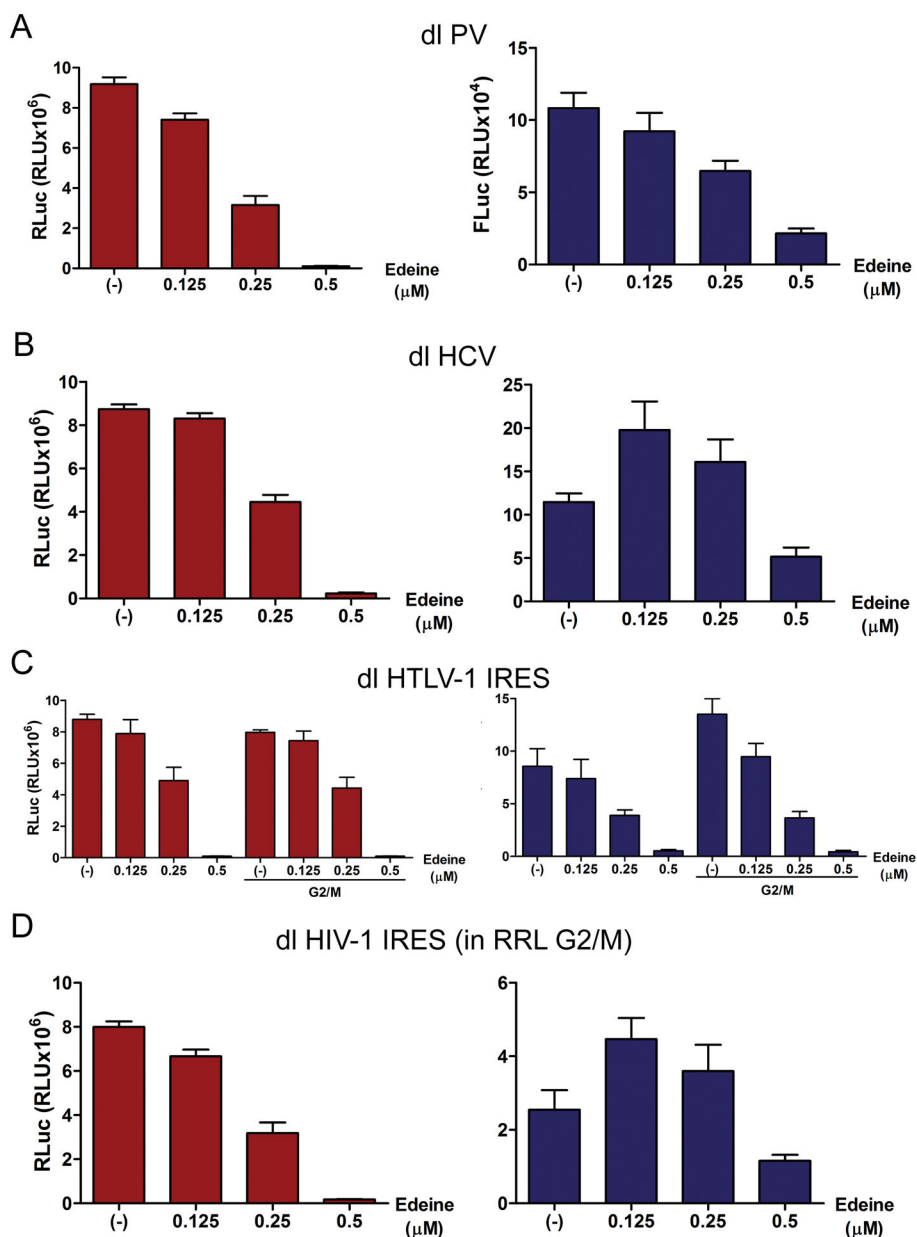 A
dl PV
RLuc (RLUx10⁶)
10
8
6
4
2
0
(-) 0.125 0.25 0.5
Edeine
(μM)
FLuc (RLUx10⁴)
15
10
5
0
(-) 0.125 0.25 0.5
Edeine
(μM)
B
dl HCV
RLuc (RLUx10⁶)
10
8
6
4
2
0
(-) 0.125 0.25 0.5
Edeine
(μM)
25
20
15
10
5
0
(-) 0.125 0.25 0.5
Edeine
(μM)
C
dl HTLV-1 IRES
RLuc (RLUx10⁶)
10
8
6
4
2
0
(-) 0.125 0.25 0.5 (-) 0.125 0.25 0.5
G2/M
Edeine
(μM)
15
10
5
0
(-) 0.125 0.25 0.5 (-) 0.125 0.25 0.5
G2/M
Edeine
(μM)
D
dl HIV-1 IRES (in RRL G2/M)
RLuc (RLUx10⁶)
10
8
6
4
2
0
(-) 0.125 0.25 0.5
Edeine
(μM)
6
4
2
0
(-) 0.125 0.25 0.5
Edeine
(μM)